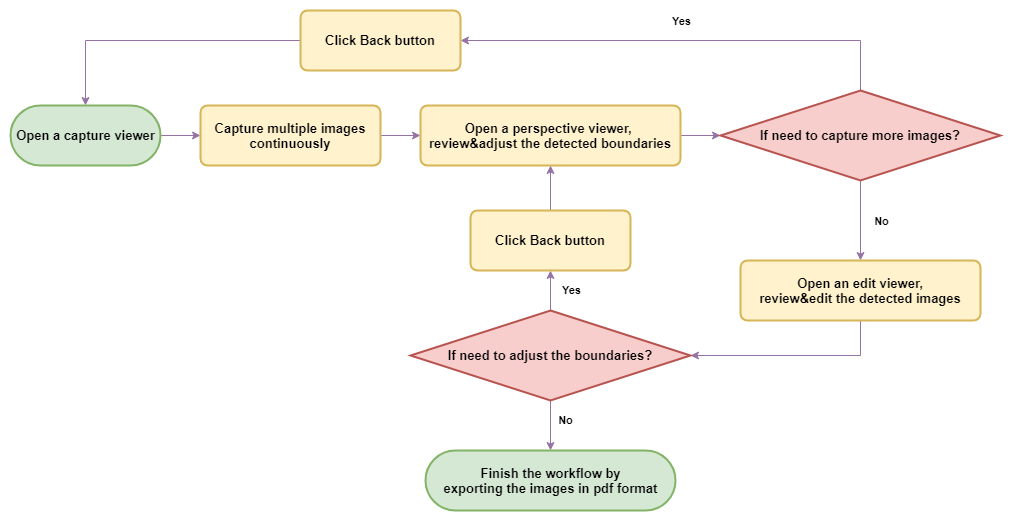 Yes
Click Back button
Open a capture viewer
Capture multiple images
continuously
Open a perspective viewer,
review&adjust the detected boundaries
If need to capture more images?
No
Click Back button
Open an edit viewer,
review&edit the detected images
Yes
If need to adjust the boundaries?
No
Finish the workflow by
exporting the images in pdf format